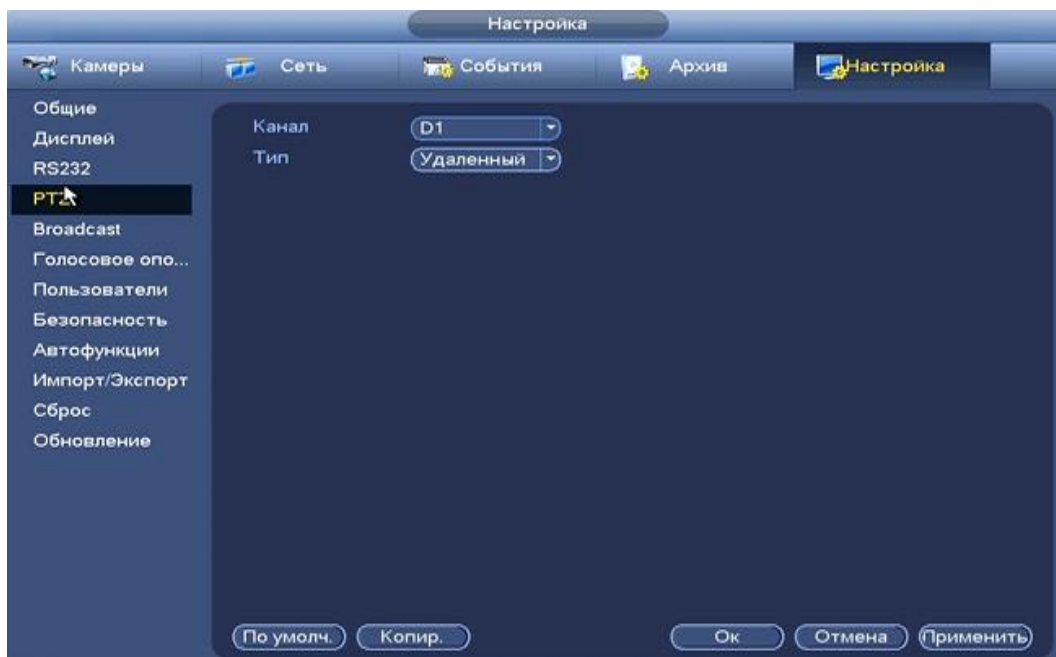 Настройка
Камеры Сеть События Архив Настройка
Общие
Дисплей
RS232
PTZ
Broadcast
Голосовое опо...
Пользователи
Безопасность
Автофункции
Импорт/Экспорт
Сброс
Обновление
Канал D1
Тип Удаленный
По умолч. Копир. Ок Отмена Применить